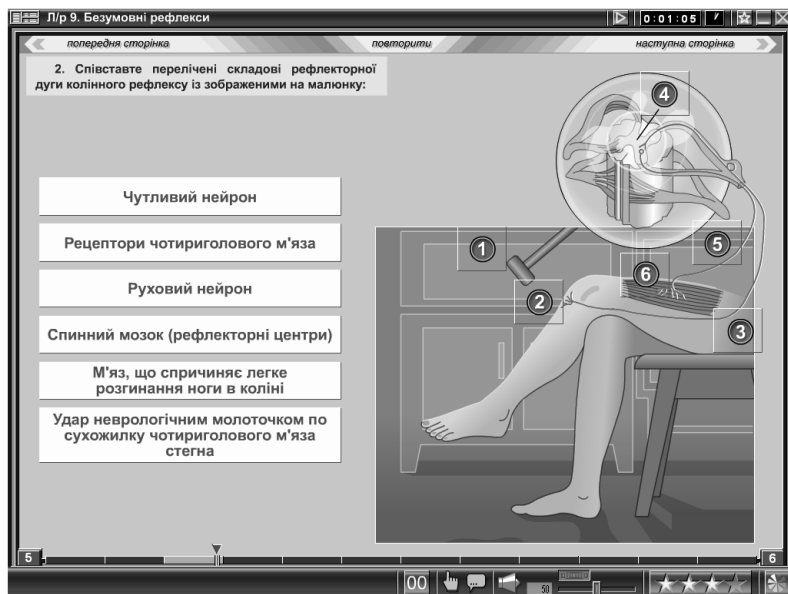 Л/р 9. Безумовні рефлекси
0:01:05
попередня сторінка
повторити
наступна сторінка
2. Співставте перелічені складові рефлекторної
дуги колінного рефлексу із зображеними на малюнку:
Чутливий нейрон
Рецептори чотириголового м'яза
Руховий нейрон
Спинний мозок (рефлекторні центри)
М'яз, що спричиняє легке
розгинання ноги в коліні
Удар неврологічним молоточком по
сухожилку чотириголового м'яза
стегна
4
1
5
6
2
3
5
6
00
50